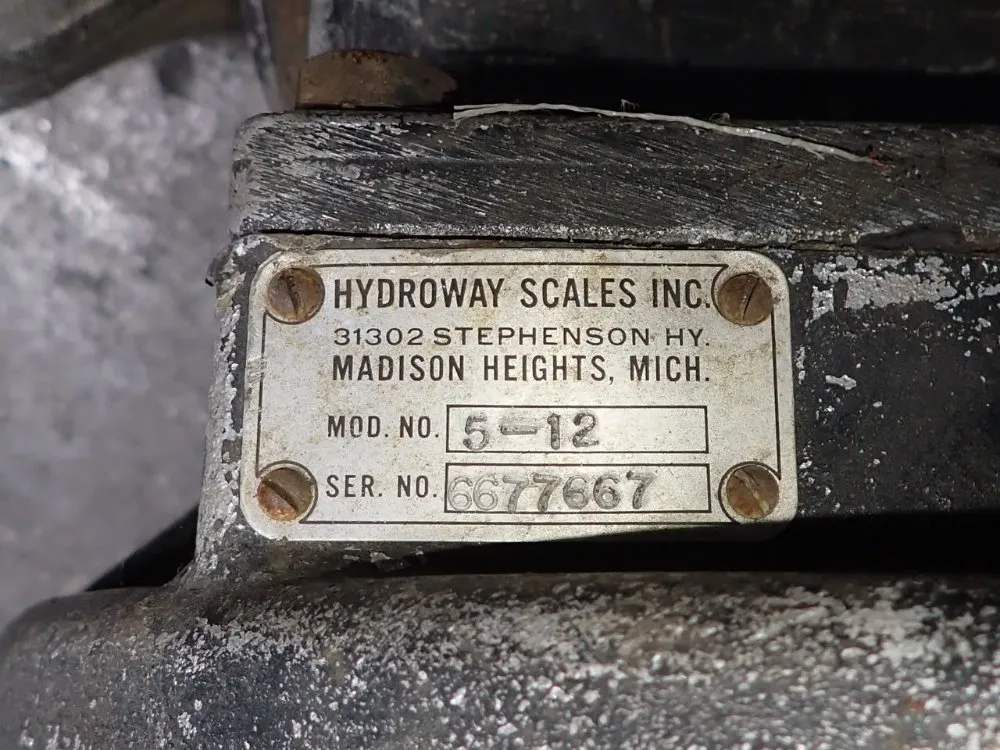 HYDROWAY SCALES INC.
31302 STEPHENSON HY.
MADISON HEIGHTS, MICH.
MOD. NO. 5-12
SER. NO. 6677667